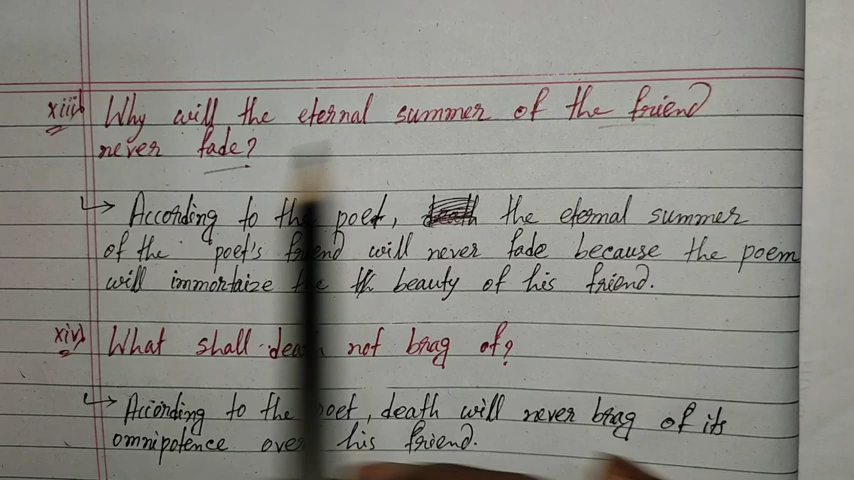 xiii) Why will the eternal summer of the friend
never fade?
↳ According to the poet, the eternal summer
of the poet's friend will never fade because the poem
will immortaize the th beauty of his friend.
xiv) What shall death not brag of?
↳ According to the poet, death will never brag of its
omnipotence over his friend.